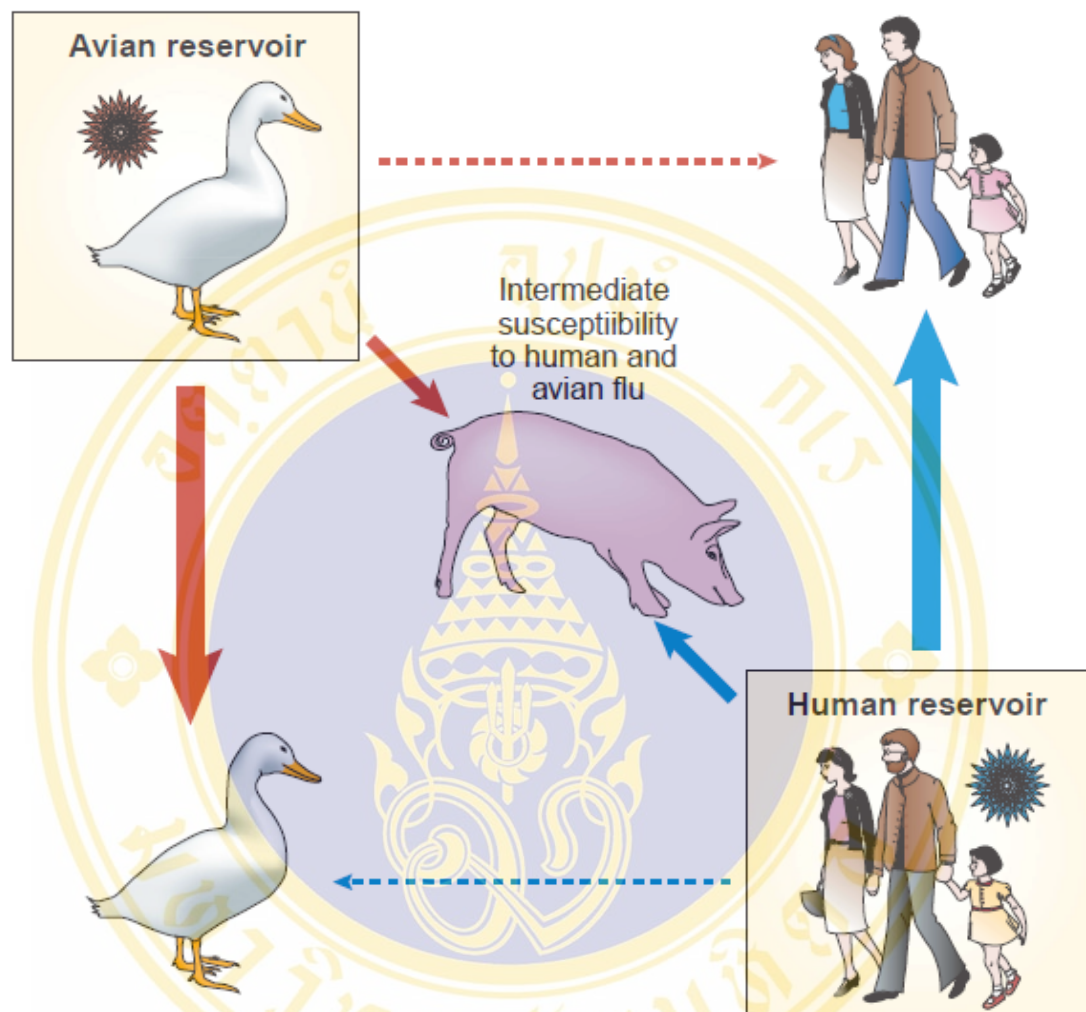 Avian reservoir
Intermediate
susceptiibility
to human and
avian flu
Human reservoir